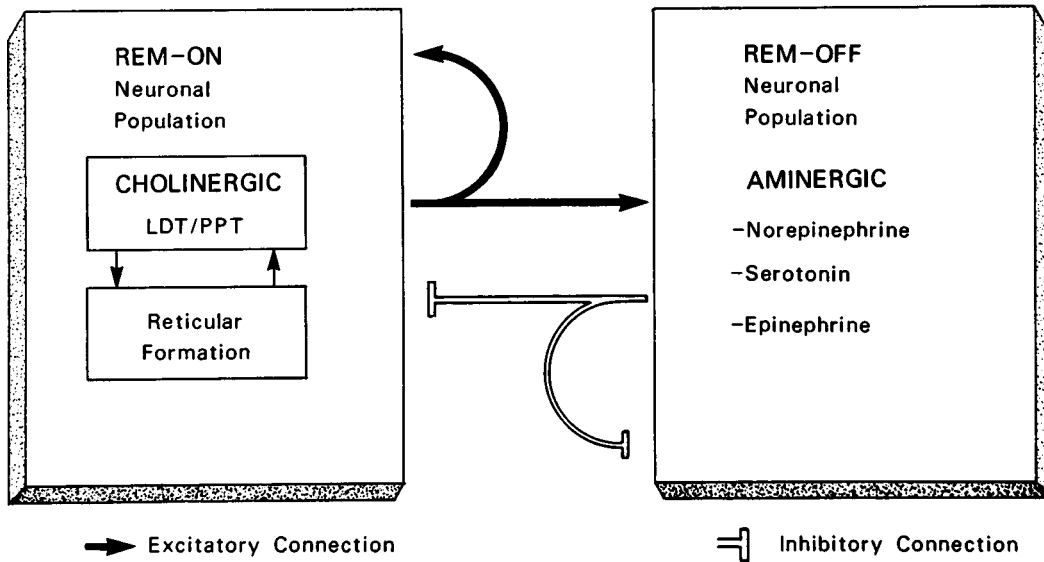 REM-ON
Neuronal
Population
CHOLINERGIC
LDT/PPT
Reticular
Formation
REM-OFF
Neuronal
Population
AMINERGIC
-Norepinephrine
-Serotonin
-Epinephrine
Excitatory Connection
Inhibitory Connection